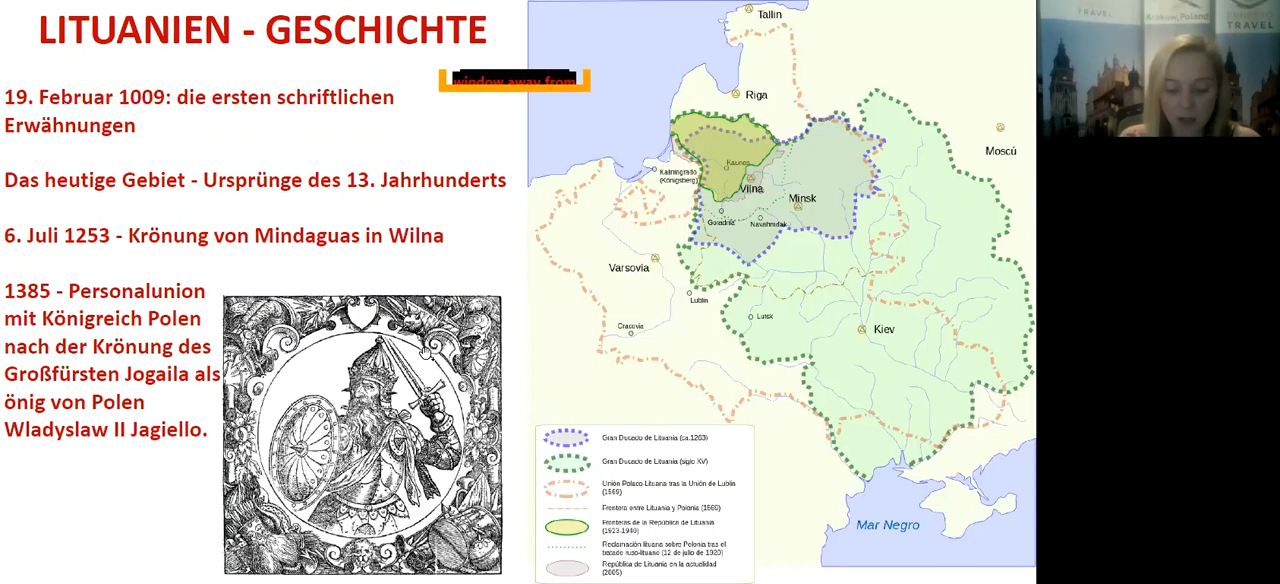 LITUANIEN - GESCHICHTE
window away from
19. Februar 1009: die ersten schriftlichen
Erwähnungen
Das heutige Gebiet - Ursprünge des 13. Jahrhunderts
6. Juli 1253 - Krönung von Mindaguas in Wilna
1385 - Personalunion
mit Königreich Polen
nach der Krönung des
Großfürsten Jogaila als
önig von Polen
Wladyslaw II Jagiello.
Tallin
Riga
Moscú
Kaunas
Kaliningrado
(Königsberg)
Vilna
Minsk
Goradnia
Navahrudak
Varsovia
Lublin
Lutsk
Cracovia
Kiev
Mar Negro
Gran Ducado de Lituania (ca.1263)
Gran Ducado de Lituania (siglo XV)
Unión Polaco-Lituana tras la Unión de Lublin
(1569)
Frontera entre Lituania y Polonia (1569)
Fronteras de la República de Lituania
(1923-1940)
Reclamación lituana sobre Polonia tras el
tratado ruso-lituano (12 de julio de 1920)
República de Lituania en la actualidad
(2005)
TRAVEL
Krakow, Poland
TRAVEL